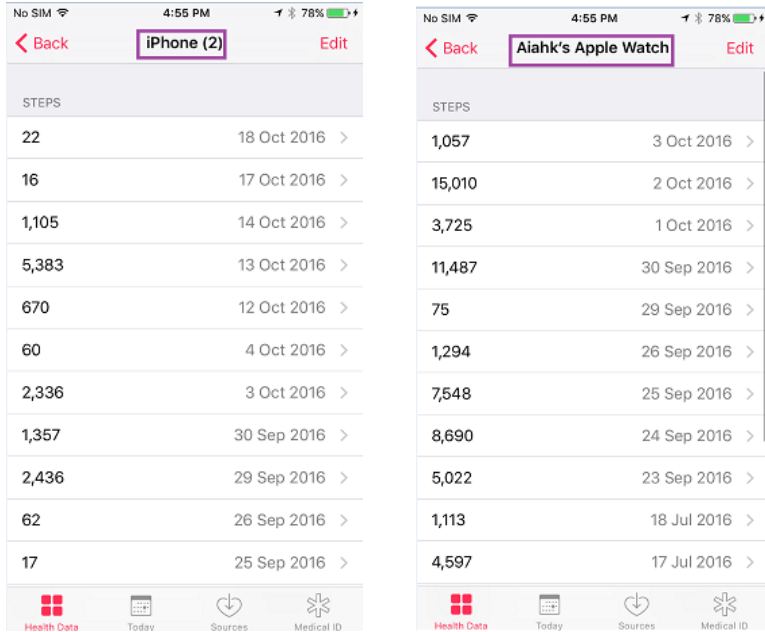 No SIM 4:55 PM 78%
Back iPhone (2) Edit
STEPS
22 18 Oct 2016
16 17 Oct 2016
1,105 14 Oct 2016
5,383 13 Oct 2016
670 12 Oct 2016
60 4 Oct 2016
2,336 3 Oct 2016
1,357 30 Sep 2016
2,436 29 Sep 2016
62 26 Sep 2016
17 25 Sep 2016
Health Data Today Sources Medical ID
No SIM 4:55 PM 78%
Back Aiahk's Apple Watch Edit
STEPS
1,057 3 Oct 2016
15,010 2 Oct 2016
3,725 1 Oct 2016
11,487 30 Sep 2016
75 29 Sep 2016
1,294 26 Sep 2016
7,548 25 Sep 2016
8,690 24 Sep 2016
5,022 23 Sep 2016
1,113 18 Jul 2016
4,597 17 Jul 2016
Health Data Today Sources Medical ID